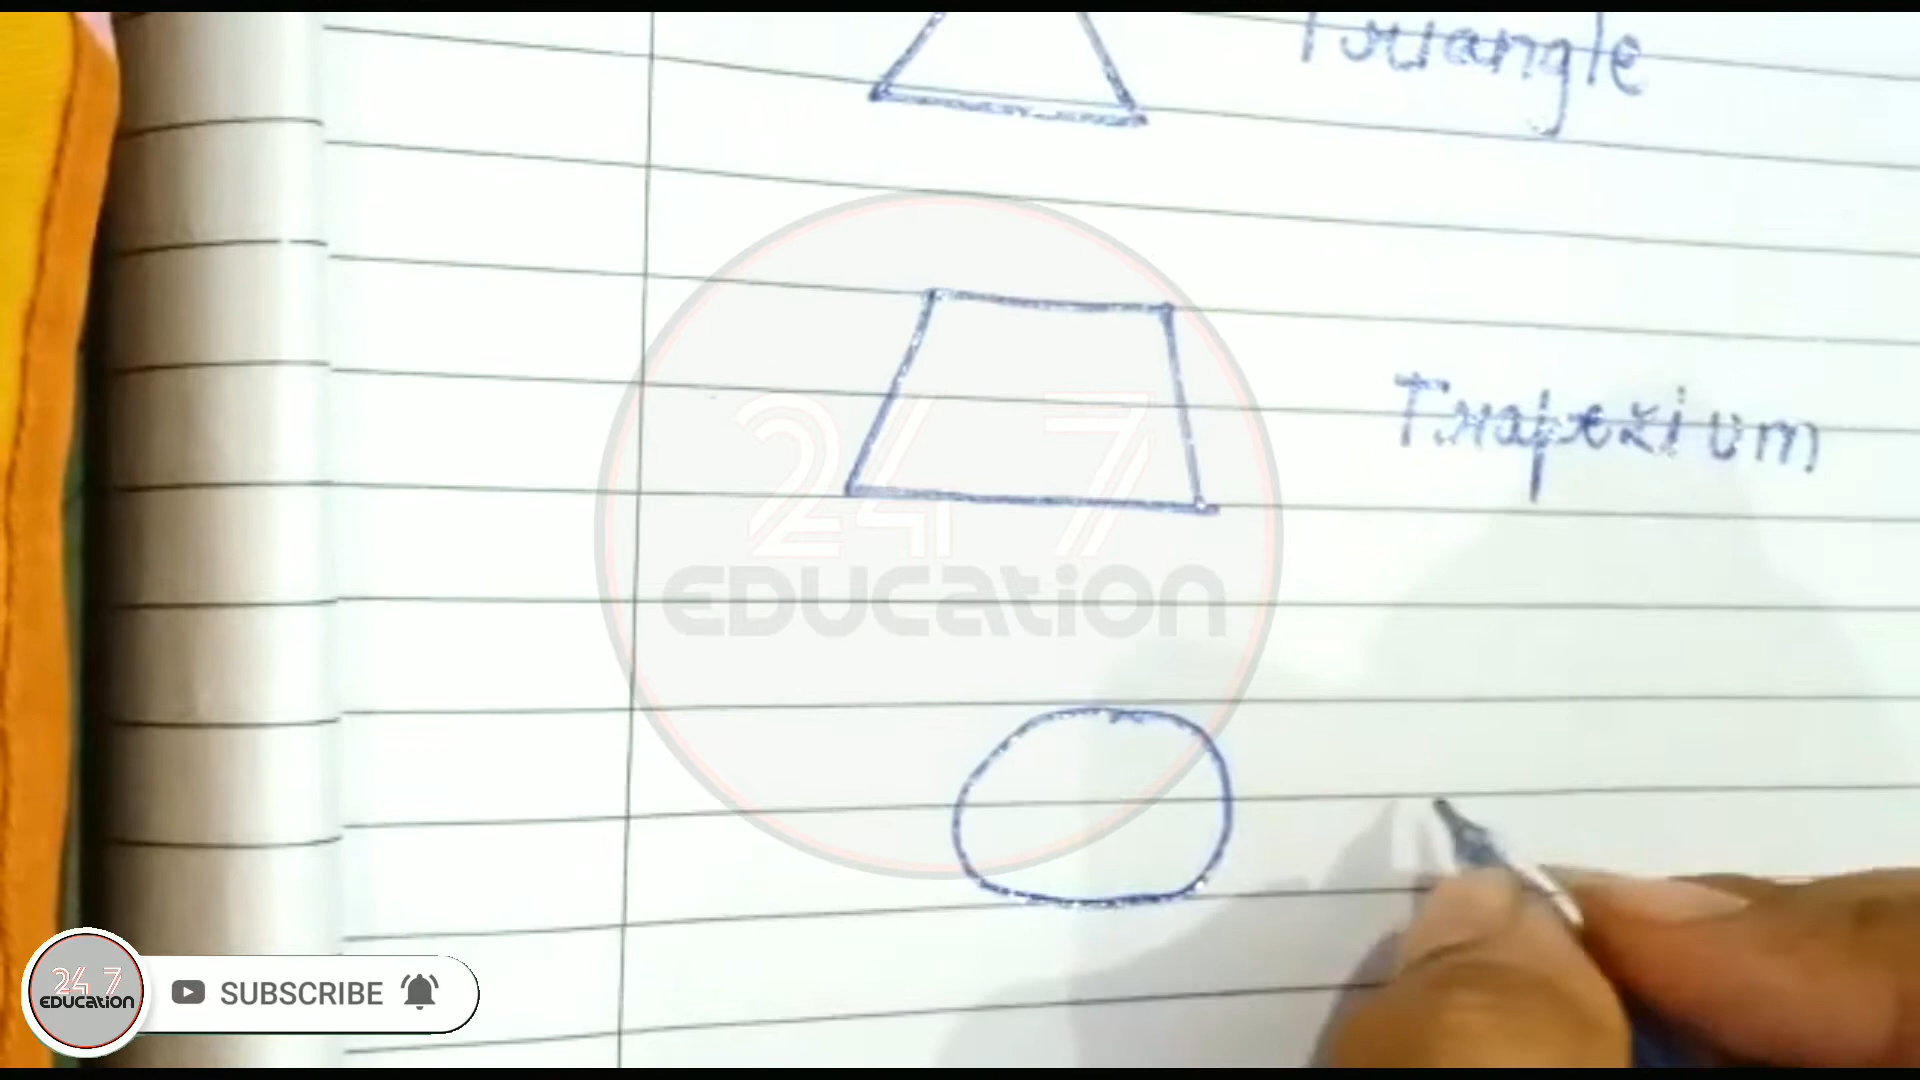 Triangle
Trapezium
24 7
EDUCATION
24 7
EDUCATION
SUBSCRIBE